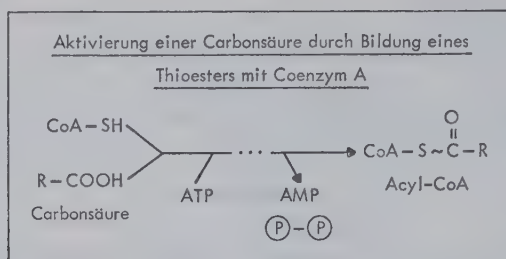 Aktivierung einer Carbonsäure durch Bildung eines
Thioesters mit Coenzym A
CoA–SH
R–COOH
Carbonsäure
ATP
...
AMP
P–P
O
CoA–S~C–R
Acyl-CoA